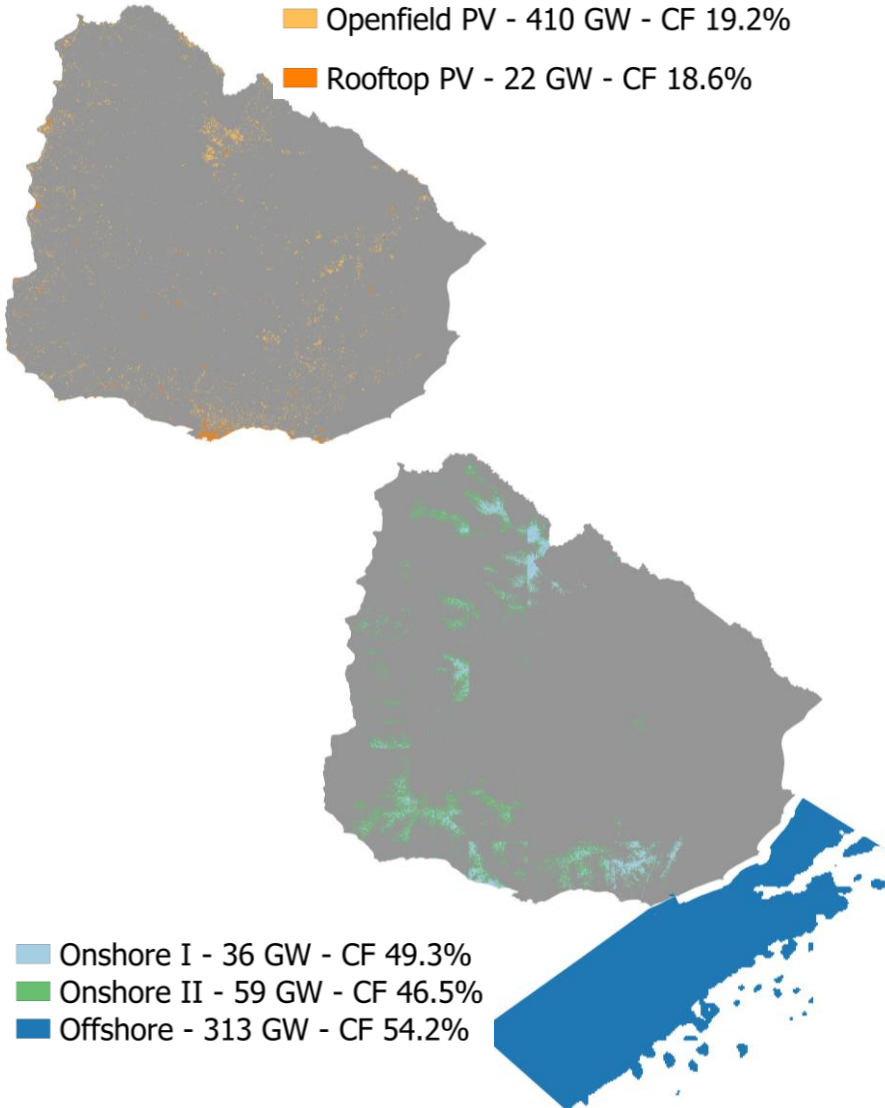 Openfield PV - 410 GW - CF 19.2%
Rooftop PV - 22 GW - CF 18.6%
Onshore I - 36 GW - CF 49.3%
Onshore II - 59 GW - CF 46.5%
Offshore - 313 GW - CF 54.2%